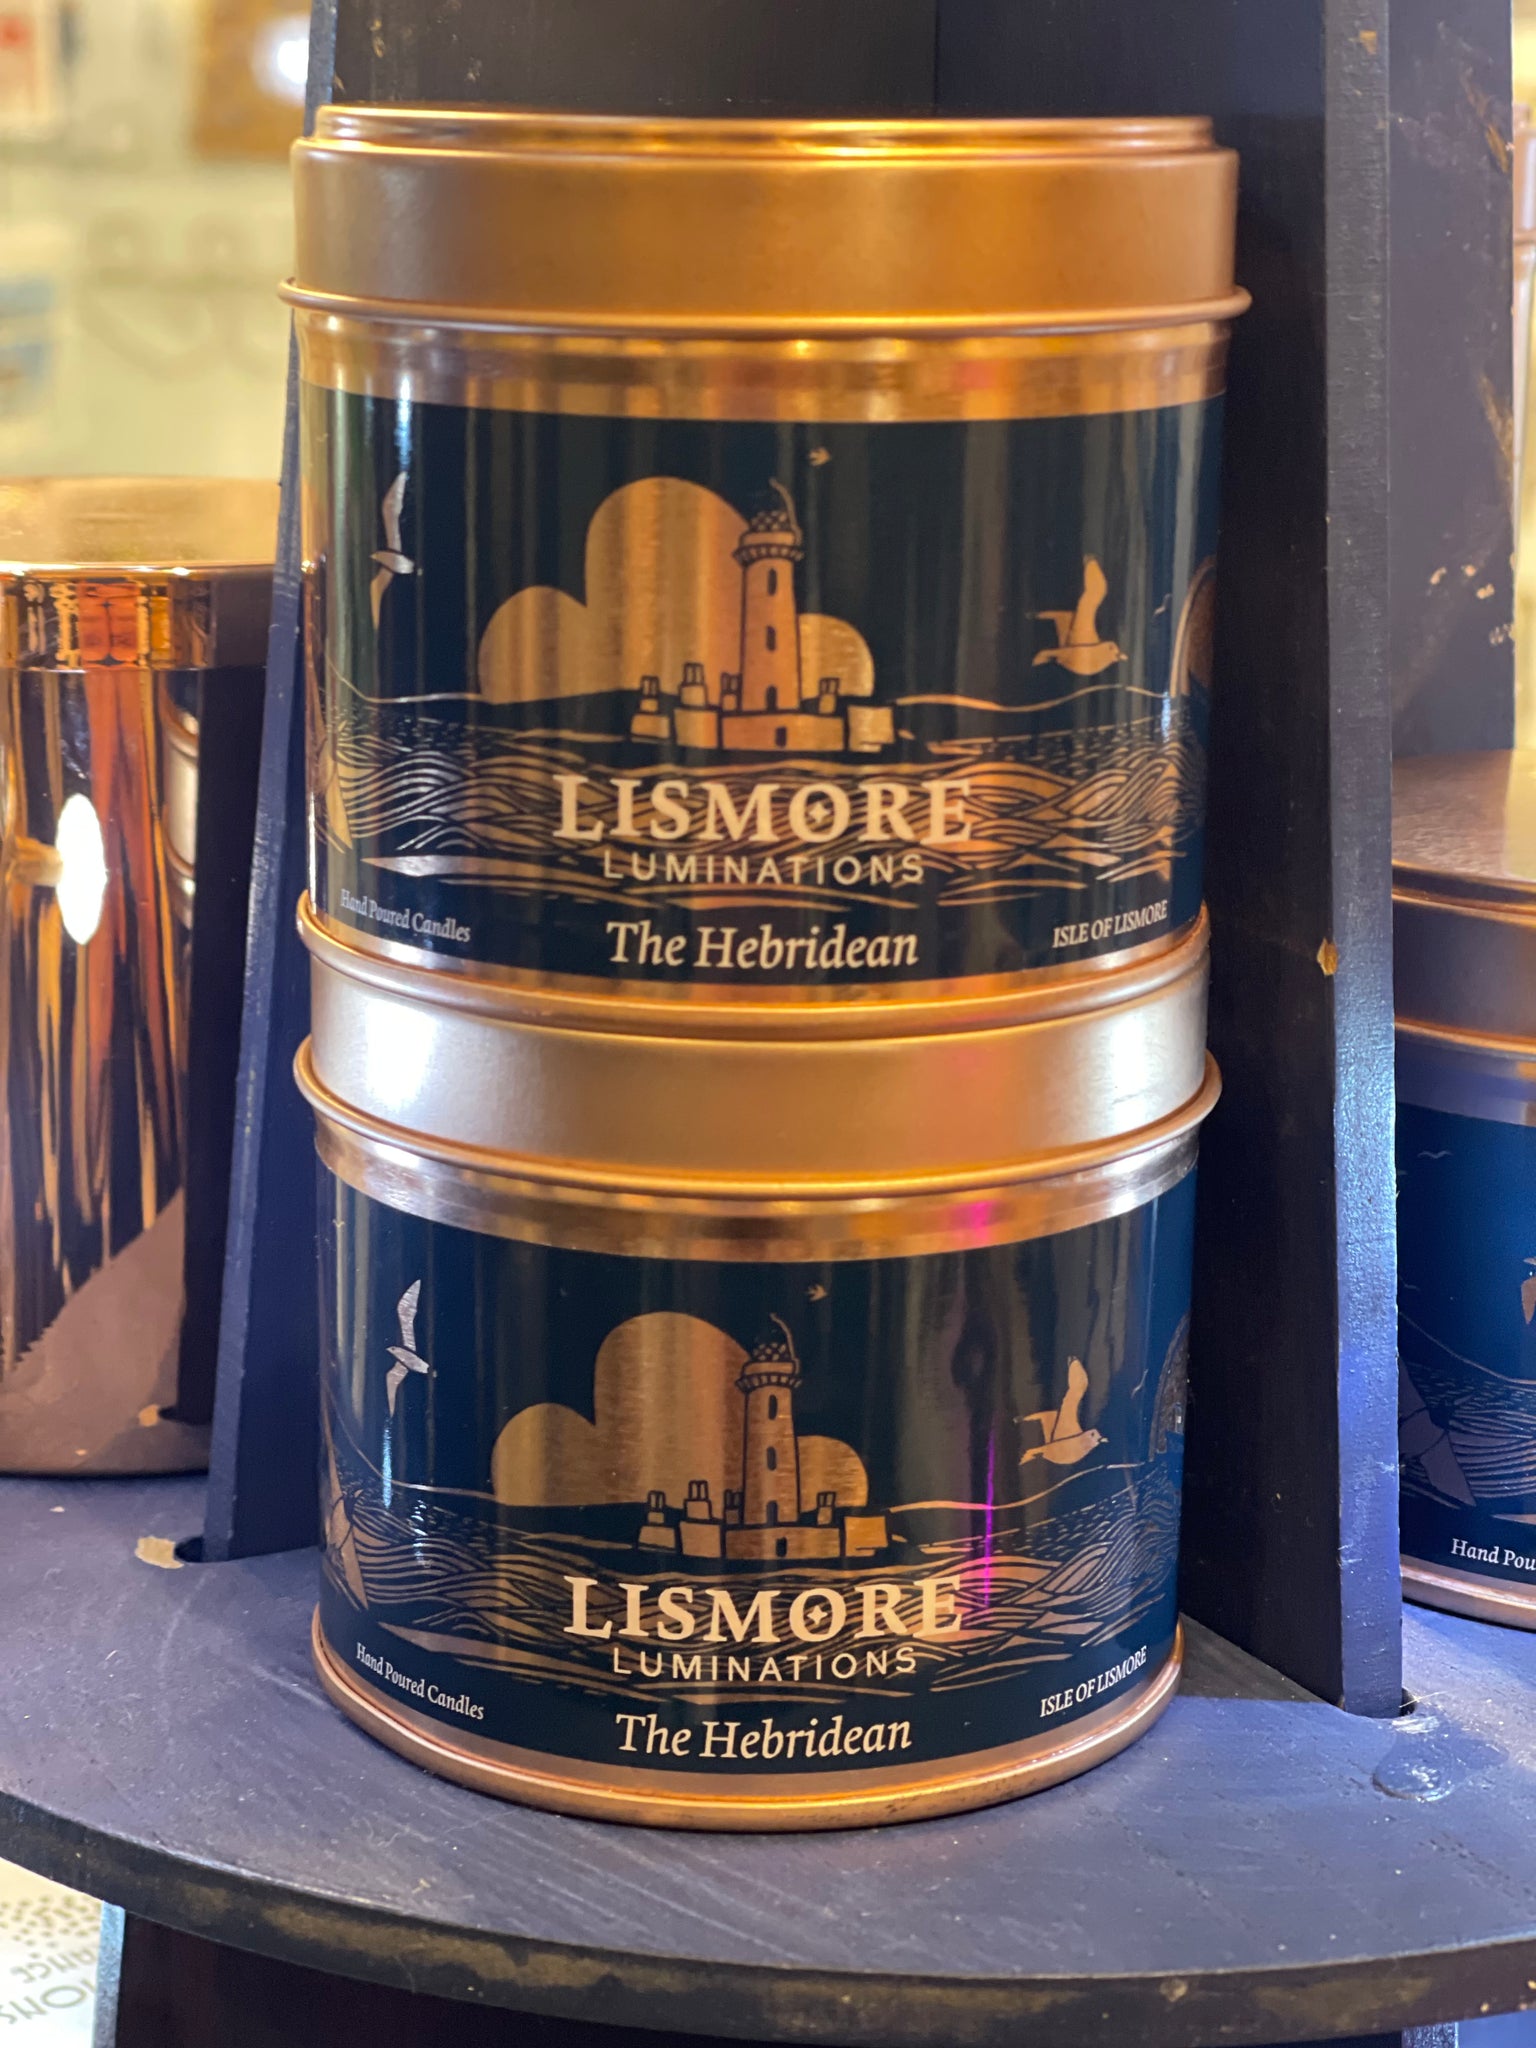 LISMORE
LUMINATIONS
Hand Poured Candles
The Hebridean
ISLE OF LISMORE
LISMORE
LUMINATIONS
Hand Poured Candles
The Hebridean
ISLE OF LISMORE
Hand Pou